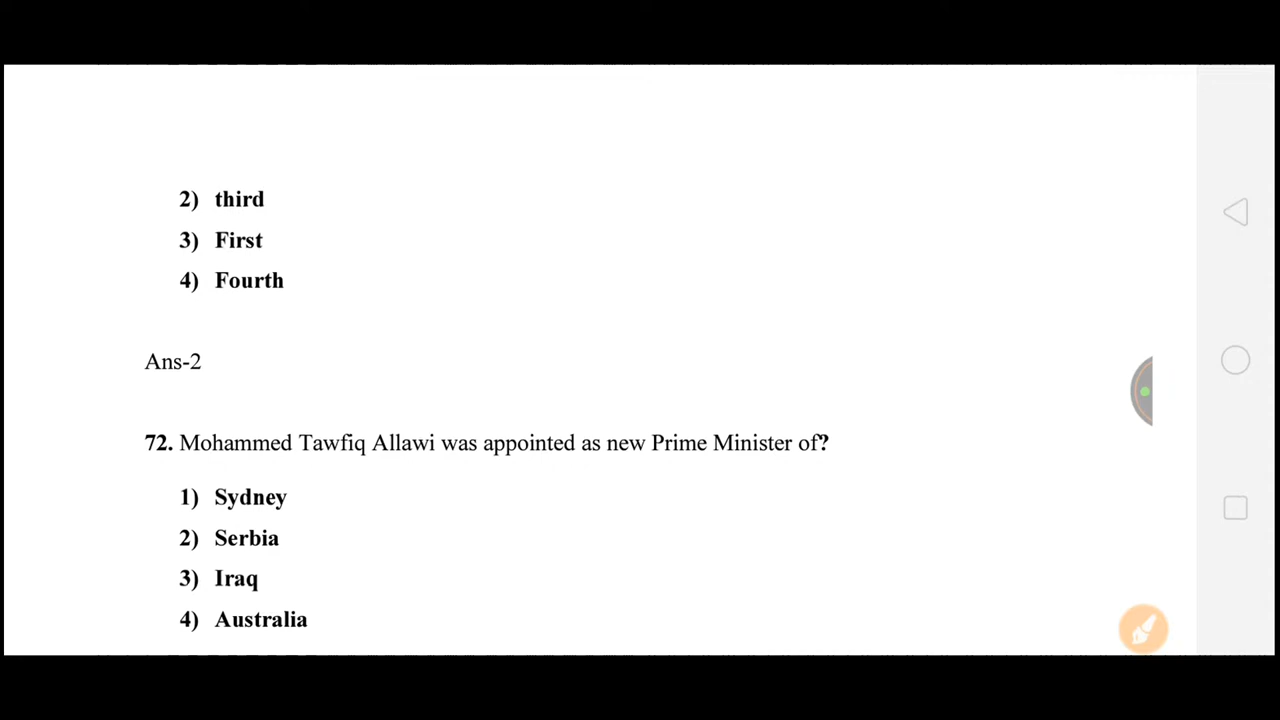 2) third
3) First
4) Fourth
Ans-2
72. Mohammed Tawfiq Allawi was appointed as new Prime Minister of?
1) Sydney
2) Serbia
3) Iraq
4) Australia